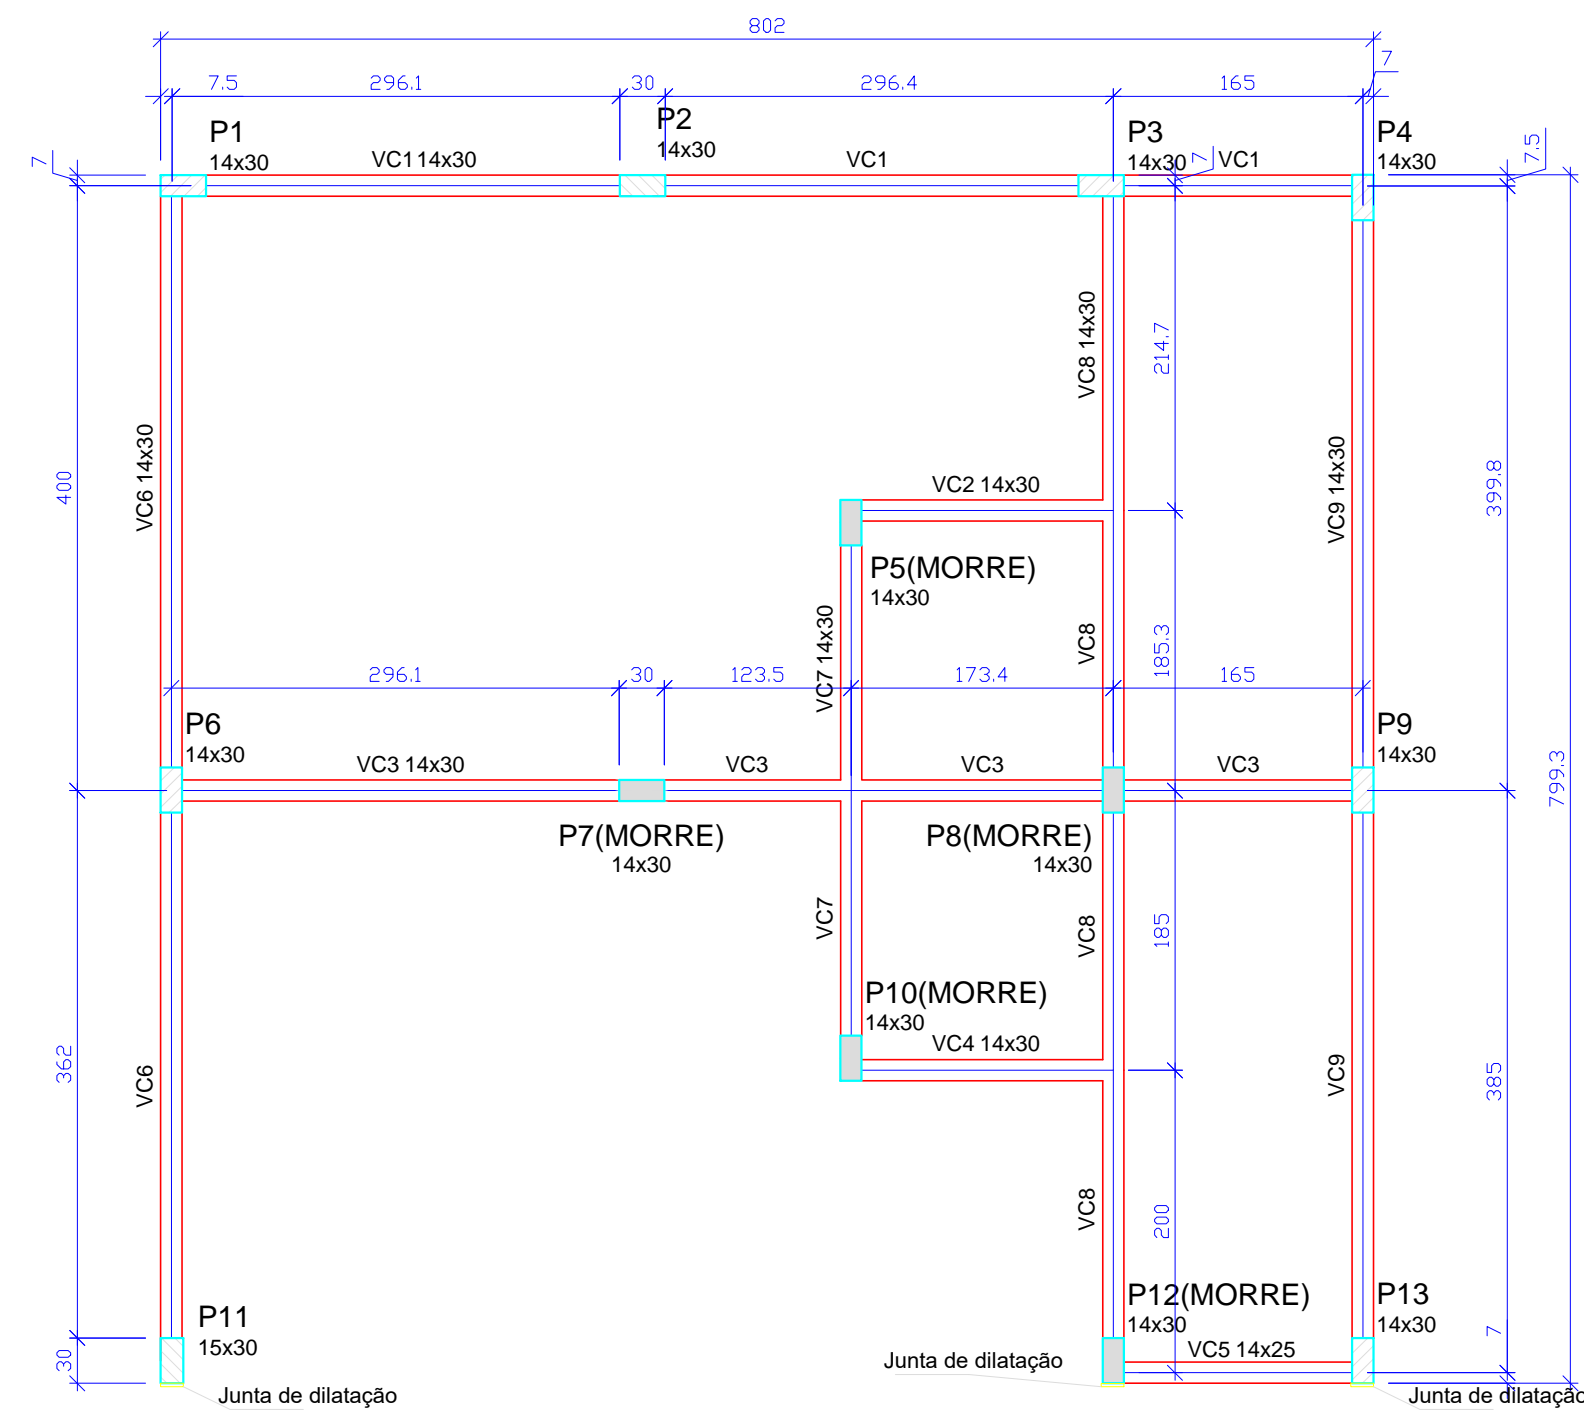 802
7
7.5
296.1
30
296.4
165
P1
14x30
VC1 14x30
P2
14x30
VC1
P3
14x30
7
VC1
P4
14x30
7.5
7
VC8 14x30
214.7
VC6 14x30
400
VC9 14x30
399.8
VC2 14x30
P5(MORRE)
14x30
VC7 14x30
VC8
185.3
296.1
30
123.5
173.4
165
P6
14x30
VC3 14x30
VC3
VC3
VC3
P9
14x30
799.3
P7(MORRE)
14x30
P8(MORRE)
14x30
VC7
VC8
185
P10(MORRE)
14x30
VC4 14x30
362
VC6
VC9
385
VC8
200
P11
15x30
P12(MORRE)
14x30
P13
14x30
7
VC5 14x25
30
Junta de dilatação
Junta de dilatação
Junta de dilatação